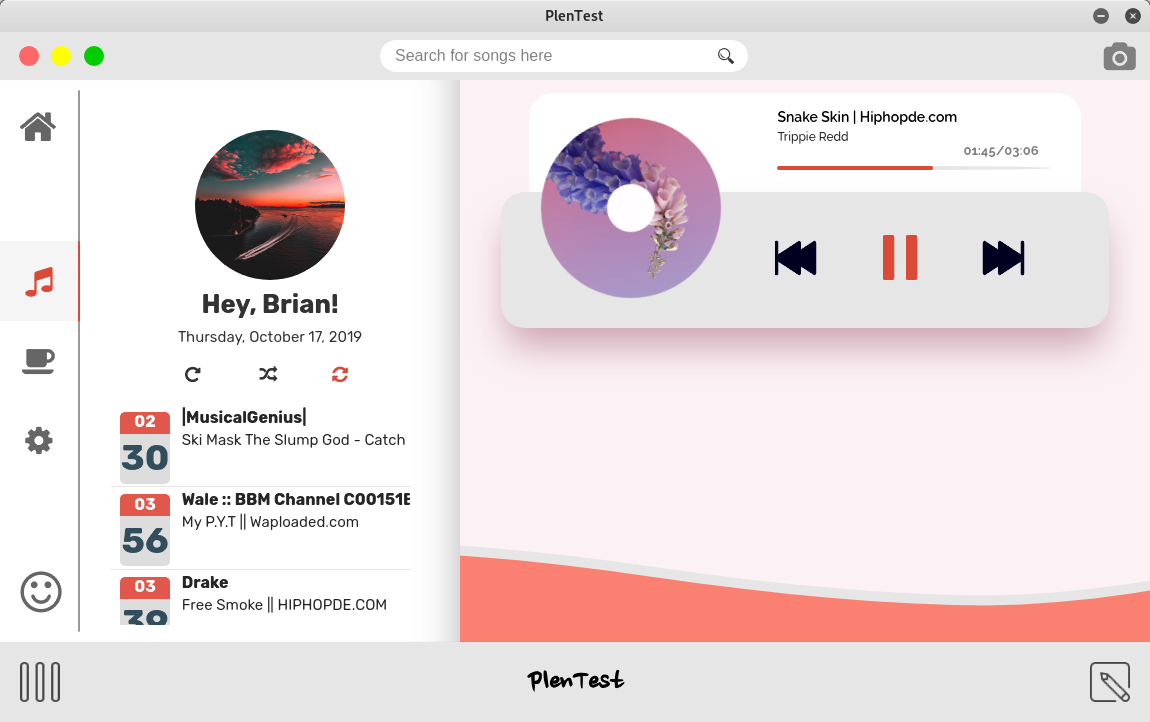 PlenTest
Search for songs here
Snake Skin | Hiphopde.com
Trippie Redd
01:45/03:06
Hey, Brian!
Thursday, October 17, 2019
02
30
|MusicalGenius|
Ski Mask The Slump God - Catch
03
56
Wale :: BBM Channel C00151E
My P.Y.T || Waploaded.com
03
39
Drake
Free Smoke || HIPHOPDE.COM
PlenTest